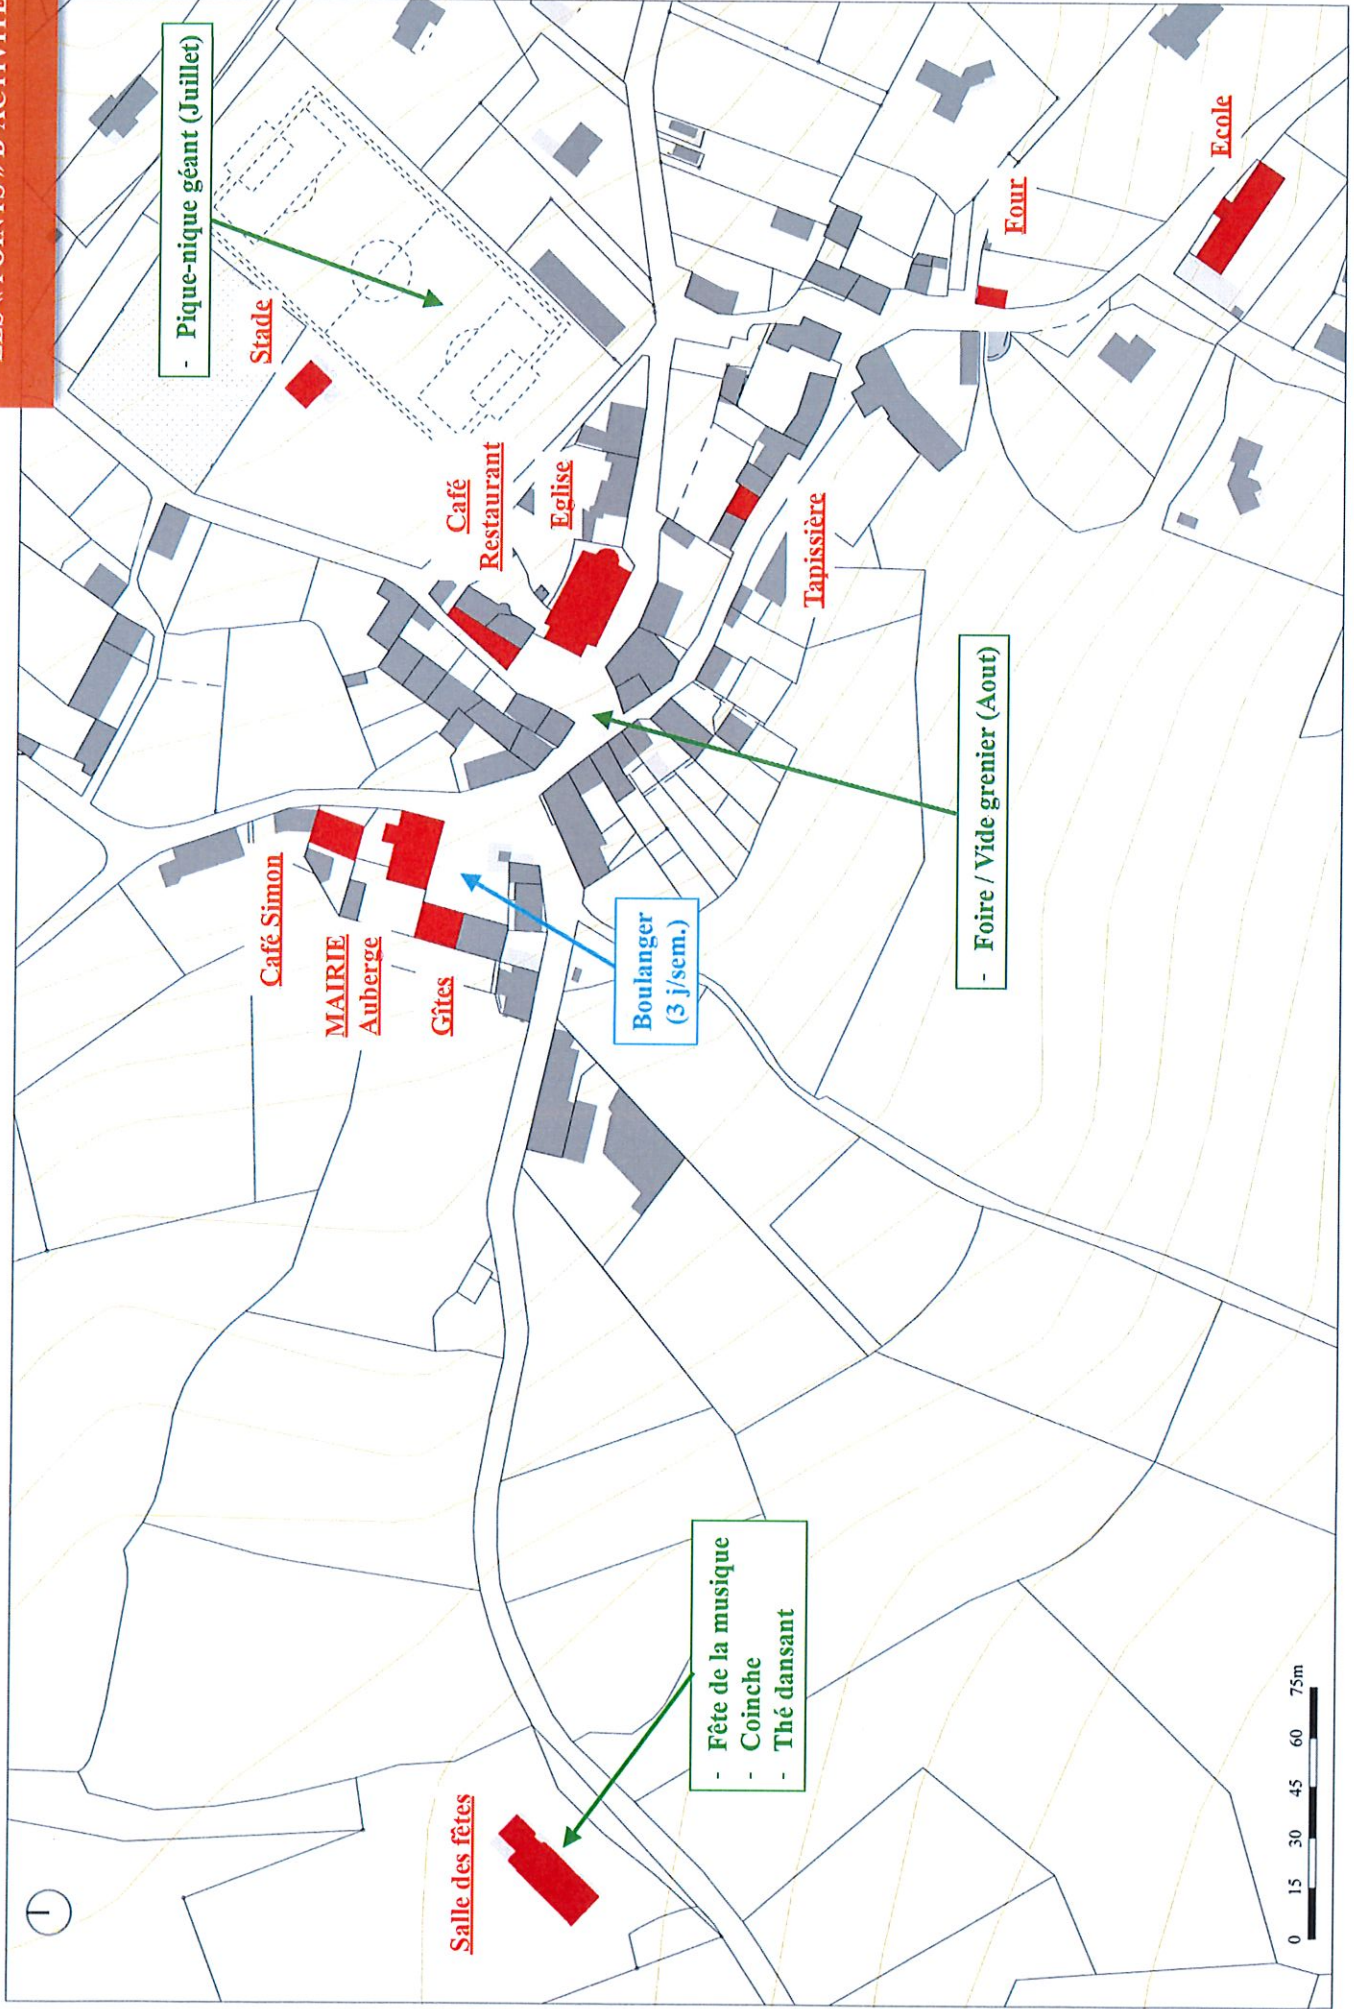 - Pique-nique géant (Juillet)
Stade
Café Simon
MAIRIE
Auberge
Gîtes
Café
Restaurant
Eglise
Salle des fêtes
Boulanger
(3 j/sem.)
- Fête de la musique
- Coinche
- Thé dansant
Tapissière
- Foire / Vide grenier (Aout)
Four
Ecole
0 15 30 45 60 75m